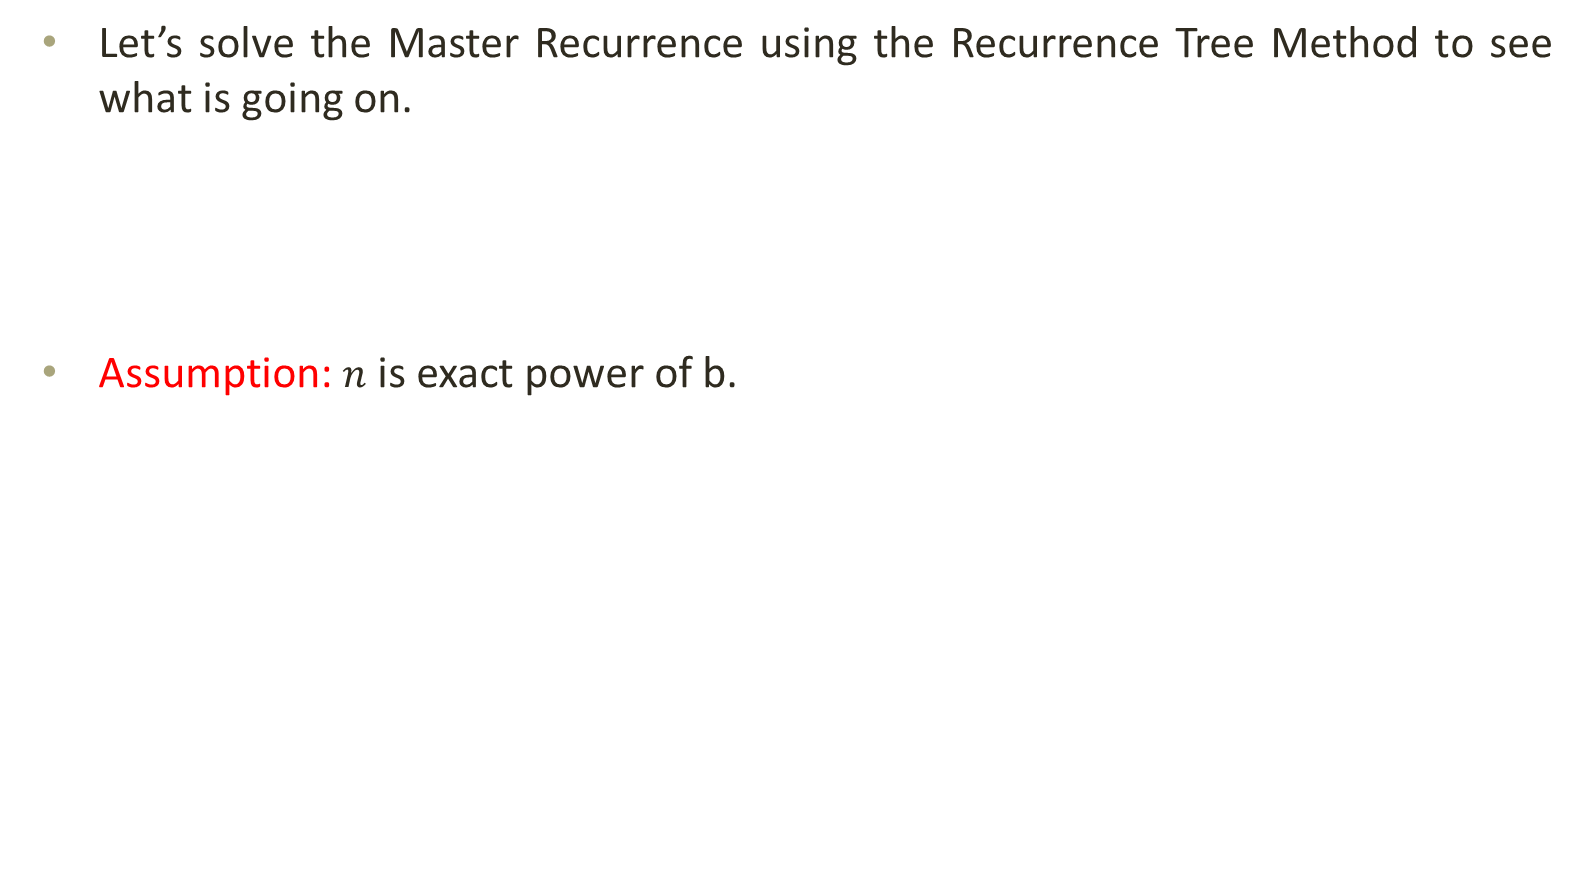 • Let’s solve the Master Recurrence using the Recurrence Tree Method to see
what is going on.
• Assumption: n is exact power of b.